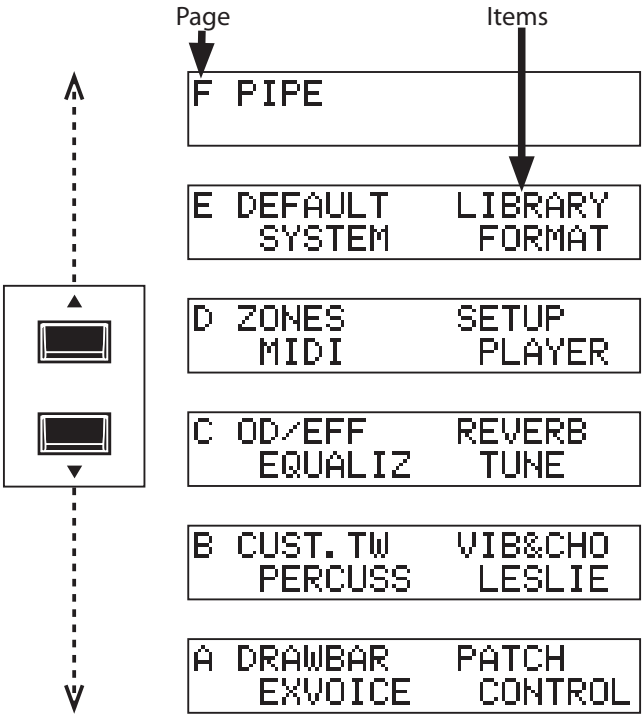 Page Items
F PIPE
E DEFAULT LIBRARY
SYSTEM FORMAT
D ZONES SETUP
MIDI PLAYER
C OD/EFF REVERB
EQUALIZ TUNE
B CUST.TW VIB&CHO
PERCUSS LESLIE
A DRAWBAR PATCH
EXVOICE CONTROL